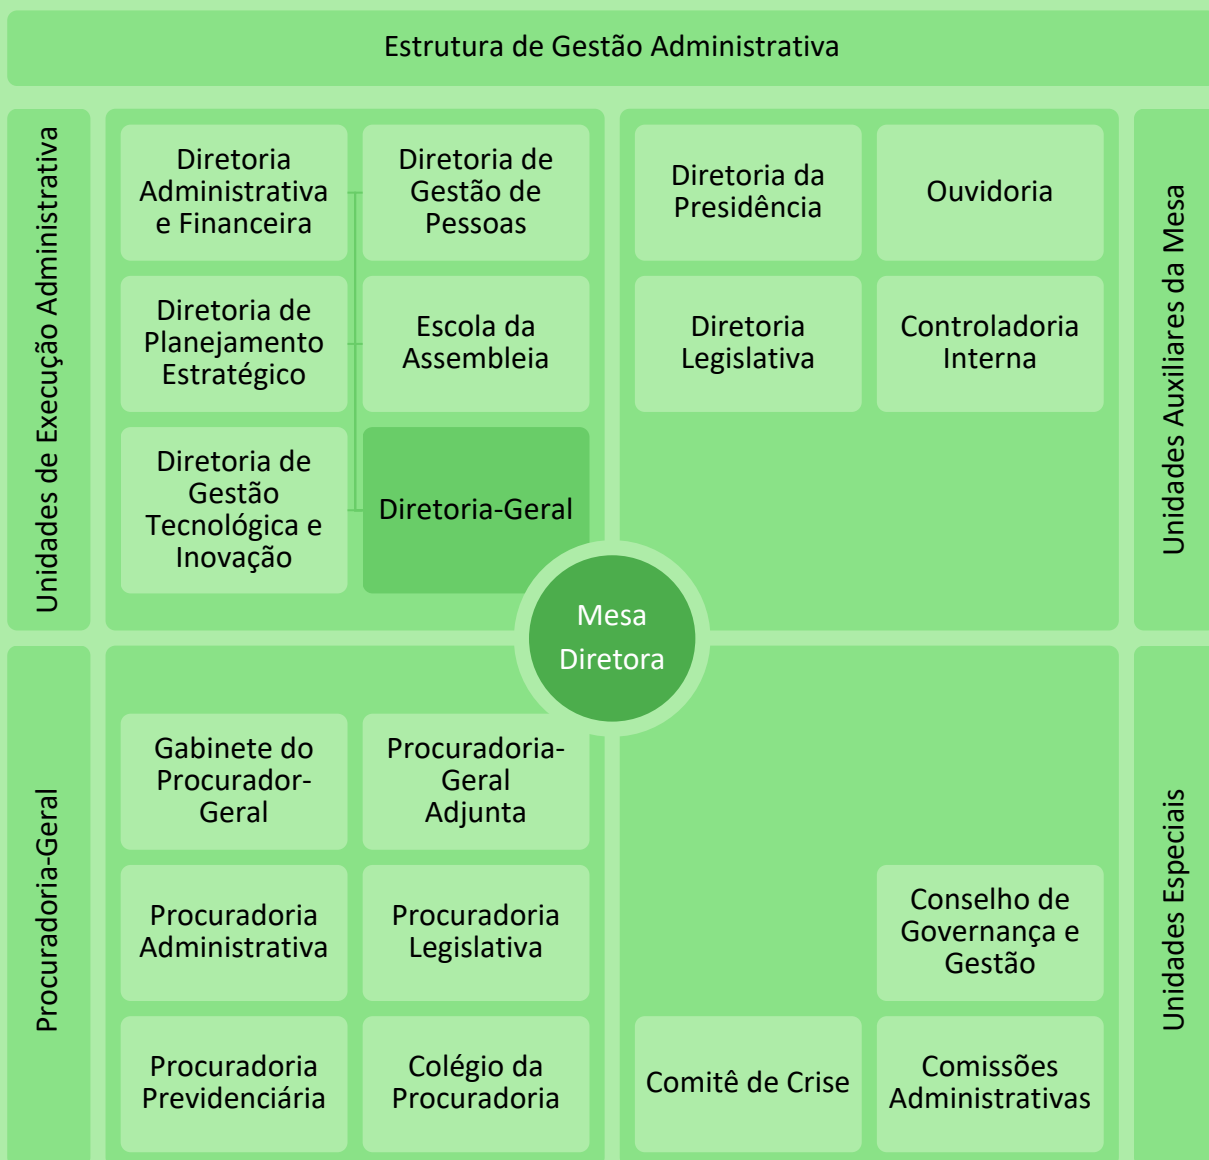 Estrutura de Gestão Administrativa
Unidades de Execução Administrativa
Diretoria
Administrativa
e Financeira
Diretoria de
Gestão de
Pessoas
Diretoria de
Planejamento
Estratégico
Escola da
Assembleia
Diretoria de
Gestão
Tecnológica e
Inovação
Diretoria-Geral
Diretoria da
Presidência
Ouvidoria
Diretoria
Legislativa
Controladoria
Interna
Unidades Auxiliares da Mesa
Mesa
Diretora
Procuradoria-Geral
Gabinete do
Procurador-
Geral
Procuradoria-
Geral
Adjunta
Procuradoria
Administrativa
Procuradoria
Legislativa
Procuradoria
Previdenciária
Colégio da
Procuradoria
Conselho de
Governança e
Gestão
Comitê de Crise
Comissões
Administrativas
Unidades Especiais